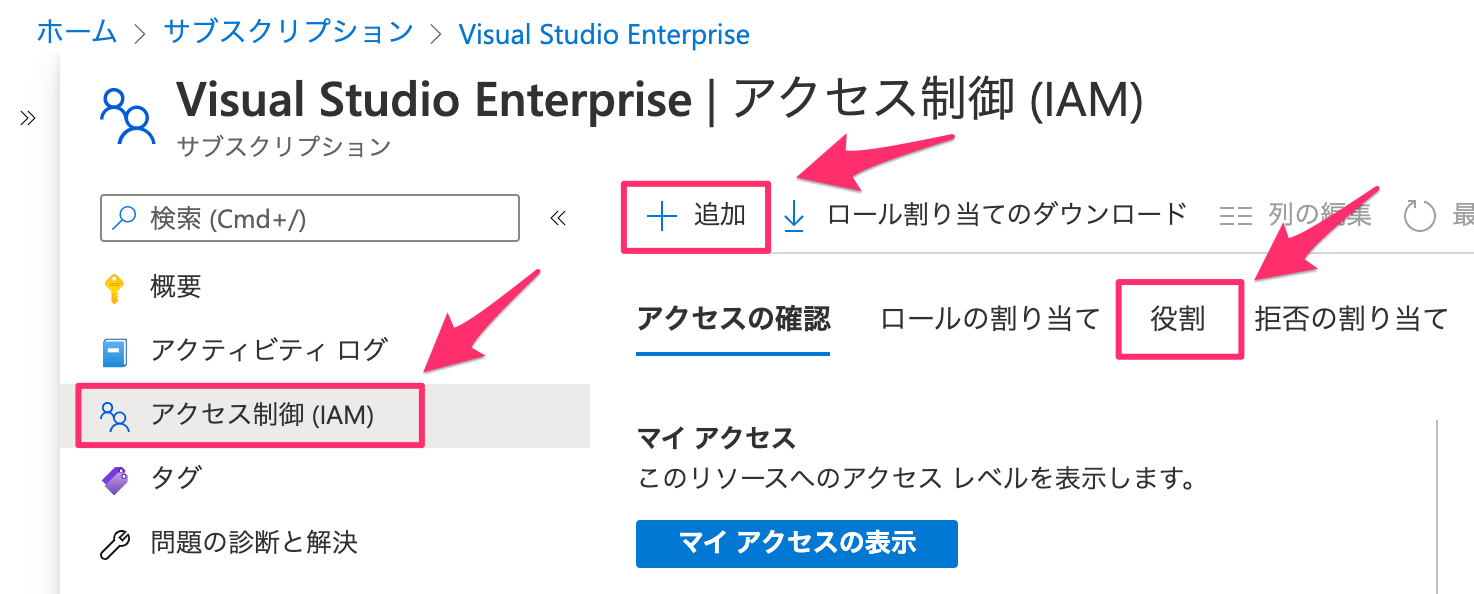 ホーム > サブスクリプション > Visual Studio Enterprise
»
Visual Studio Enterprise | アクセス制御 (IAM)
サブスクリプション
検索 (Cmd+/)
«
概要
アクティビティ ログ
アクセス制御 (IAM)
タグ
問題の診断と解決
+ 追加 ロール割り当てのダウンロード 列の編集 最
アクセスの確認 ロールの割り当て 役割 拒否の割り当て
マイ アクセス
このリソースへのアクセス レベルを表示します。
マイ アクセスの表示